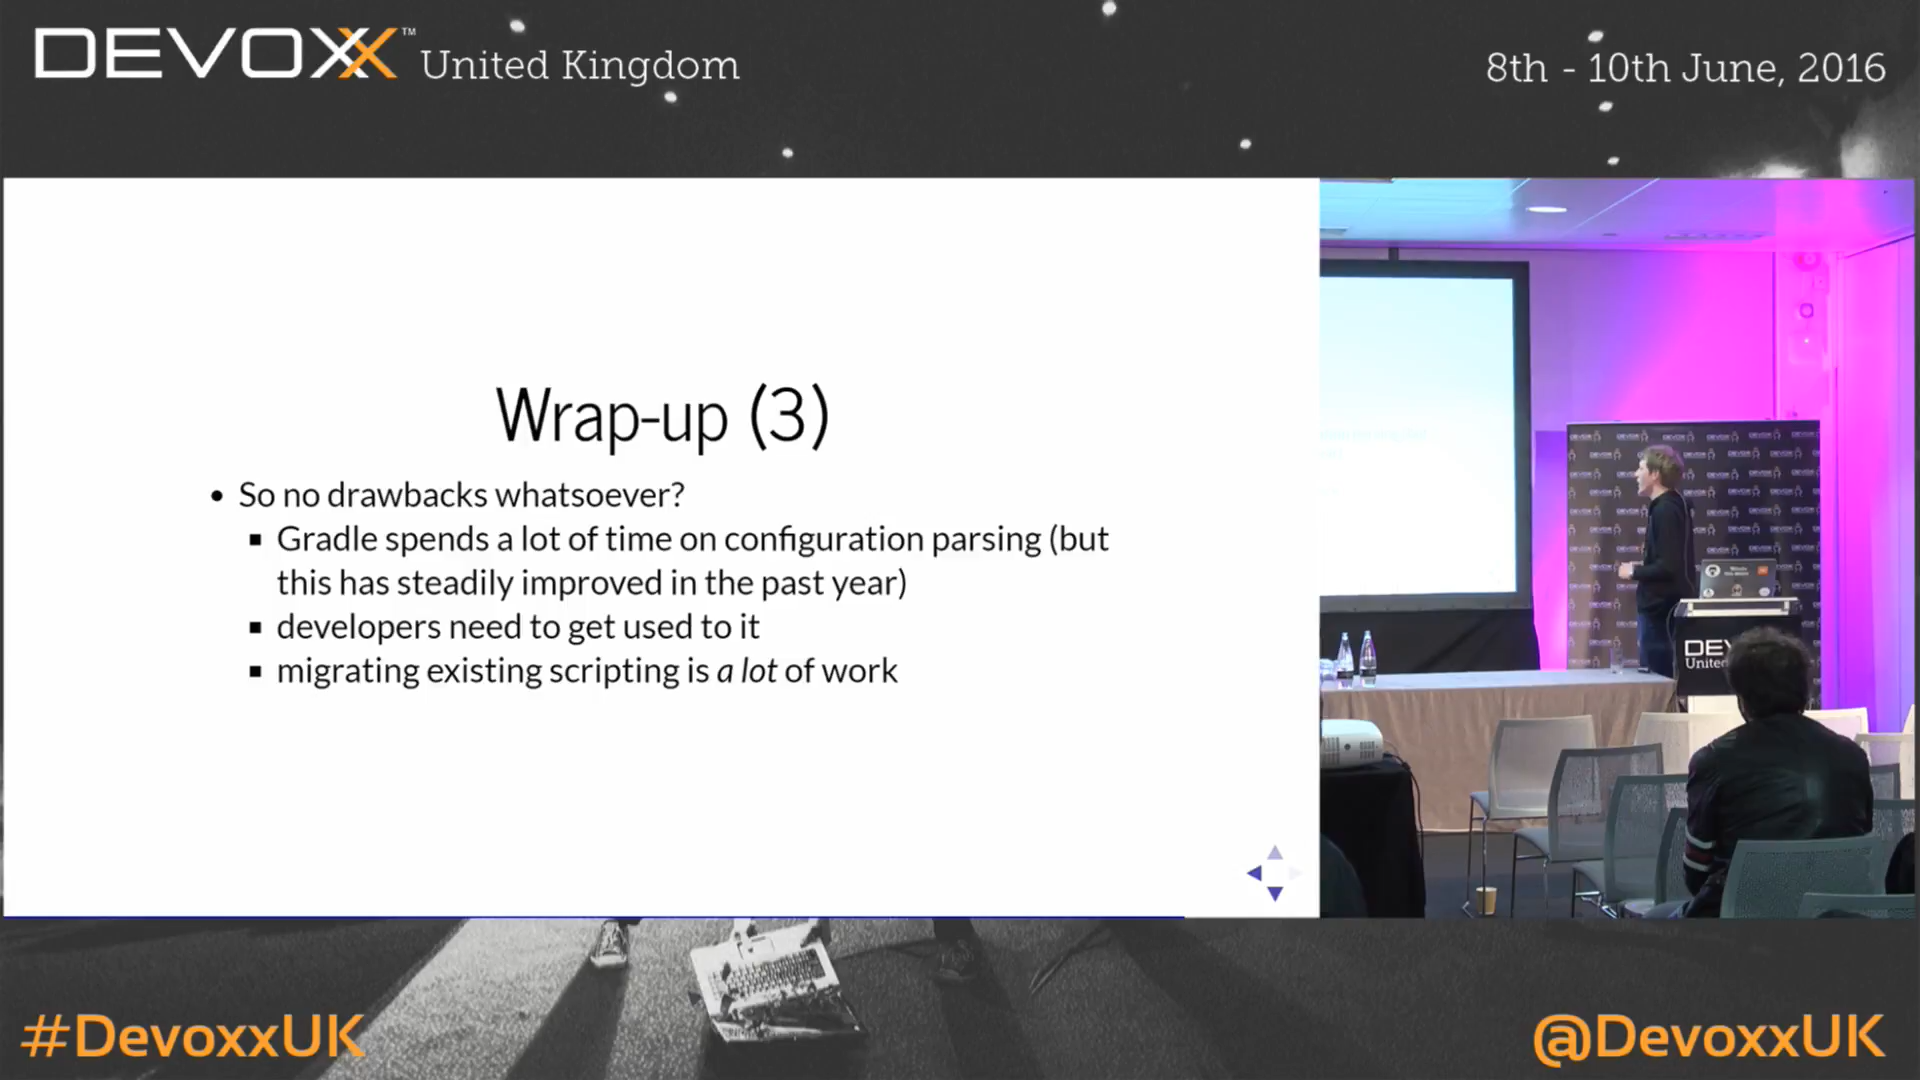 DEVOXX™ United Kingdom
8th - 10th June, 2016
Wrap-up (3)
• So no drawbacks whatsoever?
▪ Gradle spends a lot of time on configuration parsing (but
this has steadily improved in the past year)
▪ developers need to get used to it
▪ migrating existing scripting is a lot of work
DEV
United
#DevoxxUK
@DevoxxUK